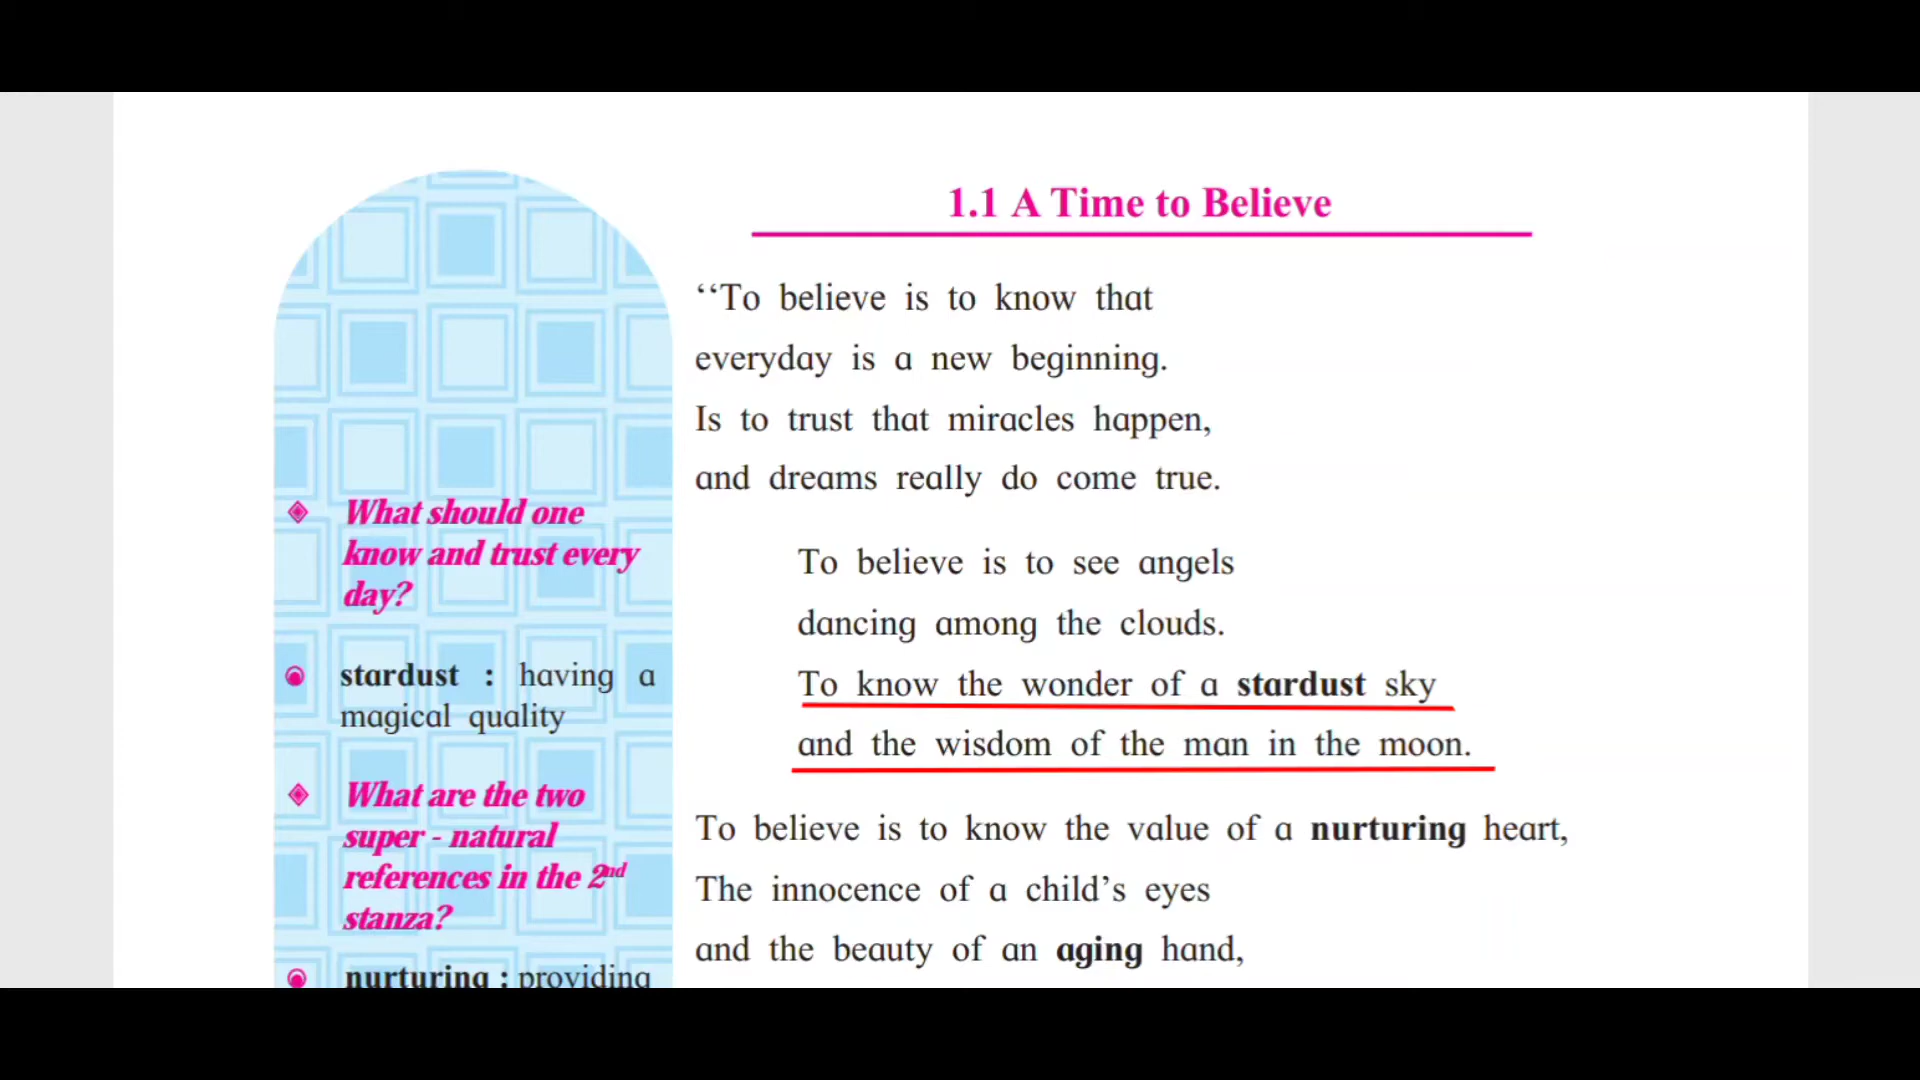 1.1 A Time to Believe
‘‘To believe is to know that
everyday is a new beginning.
Is to trust that miracles happen,
and dreams really do come true.
To believe is to see angels
dancing among the clouds.
To know the wonder of a stardust sky
and the wisdom of the man in the moon.
To believe is to know the value of a nurturing heart,
The innocence of a child’s eyes
and the beauty of an aging hand,
What should one
know and trust every
day?
stardust : having a
magical quality
What are the two
super - natural
references in the 2nd
stanza?
nurturing : providing